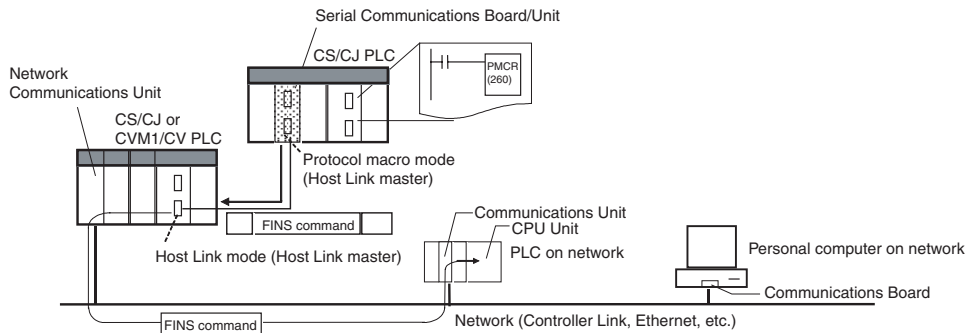 Serial Communications Board/Unit
CS/CJ PLC
PMCR
(260)
Network
Communications Unit
CS/CJ or
CVM1/CV PLC
Protocol macro mode
(Host Link master)
FINS command
Host Link mode (Host Link master)
Communications Unit
CPU Unit
PLC on network
Personal computer on network
Communications Board
FINS command
Network (Controller Link, Ethernet, etc.)